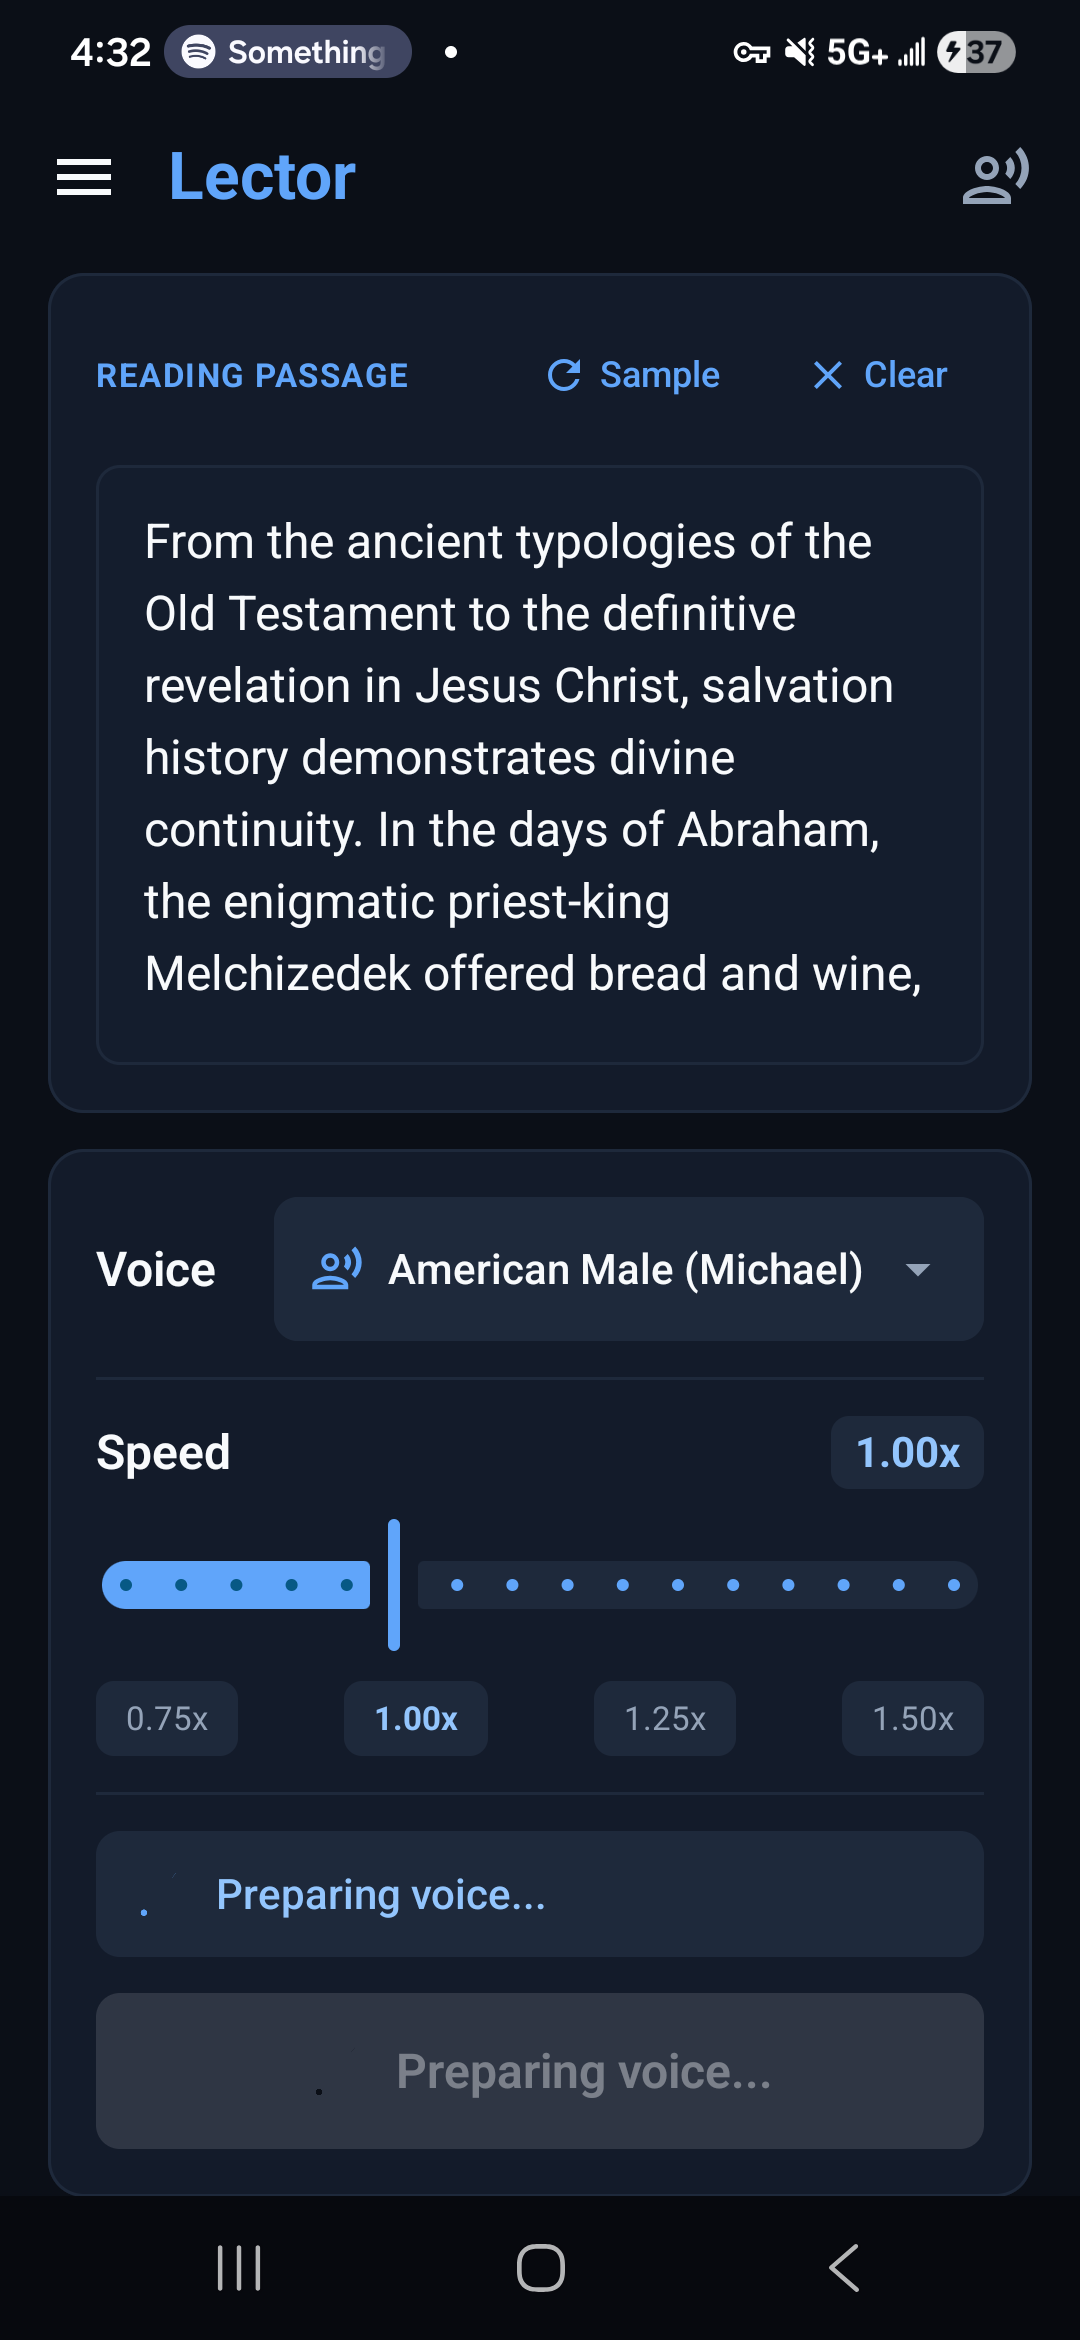 4:32 Something 5G+ 37
Lector
READING PASSAGE Sample Clear
From the ancient typologies of the
Old Testament to the definitive
revelation in Jesus Christ, salvation
history demonstrates divine
continuity. In the days of Abraham,
the enigmatic priest-king
Melchizedek offered bread and wine,
Voice American Male (Michael)
Speed 1.00x
0.75x 1.00x 1.25x 1.50x
Preparing voice...
Preparing voice...